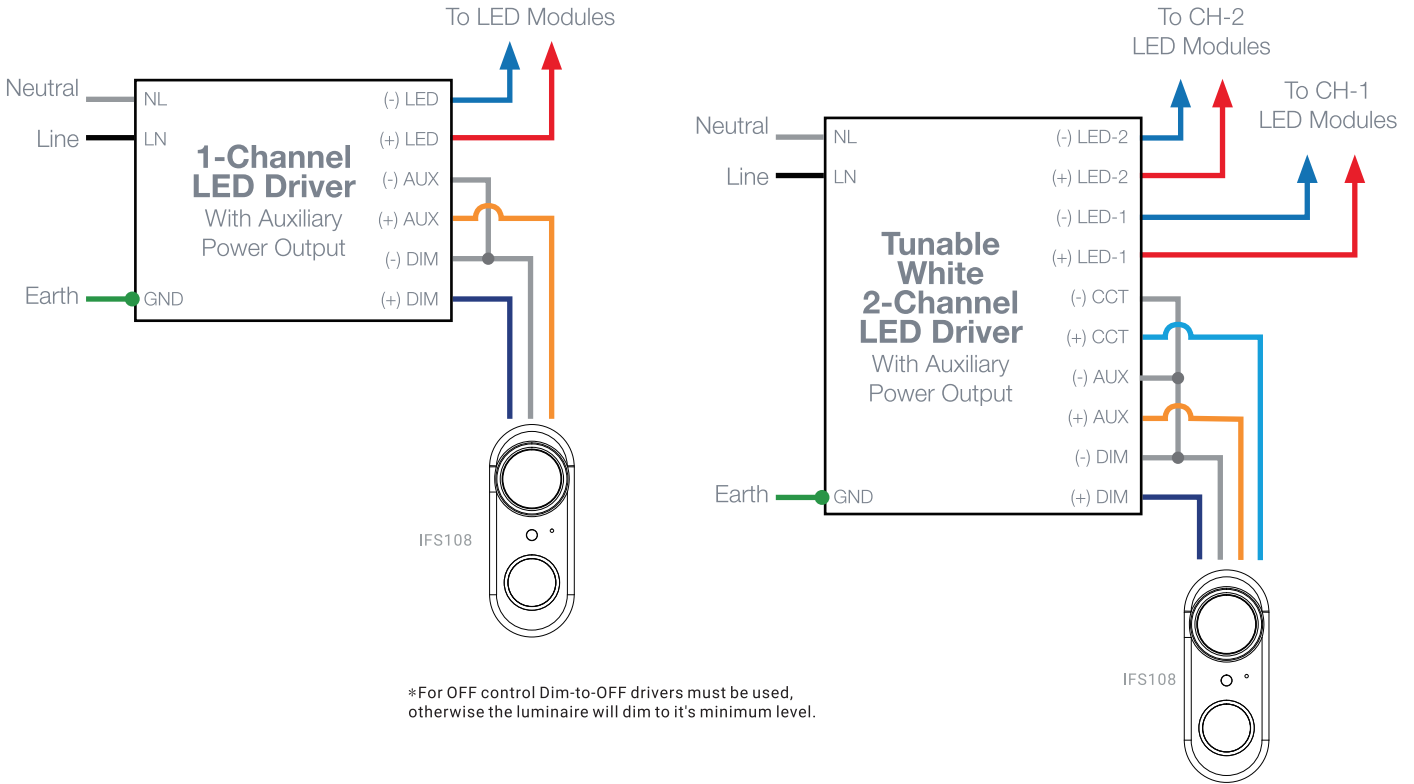 To LED Modules
Neutral
Line
Earth
NL
LN
GND
1-Channel
LED Driver
With Auxiliary
Power Output
(-) LED
(+) LED
(-) AUX
(+) AUX
(-) DIM
(+) DIM
IFS108
To CH-2
LED Modules
To CH-1
LED Modules
Neutral
Line
Earth
NL
LN
GND
Tunable
White
2-Channel
LED Driver
With Auxiliary
Power Output
(-) LED-2
(+) LED-2
(-) LED-1
(+) LED-1
(-) CCT
(+) CCT
(-) AUX
(+) AUX
(-) DIM
(+) DIM
IFS108
*For OFF control Dim-to-OFF drivers must be used,
otherwise the luminaire will dim to it's minimum level.